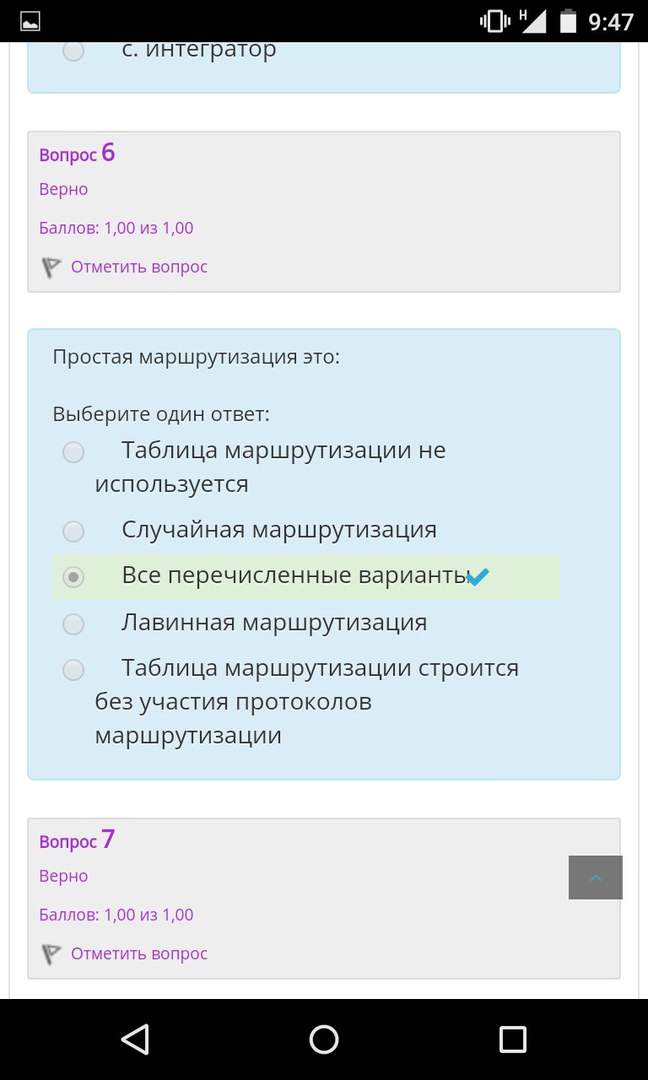 H 9:47
с. интегратор
Вопрос 6
Верно
Баллов: 1,00 из 1,00
Отметить вопрос
Простая маршрутизация это:
Выберите один ответ:
Таблица маршрутизации не
используется
Случайная маршрутизация
Все перечисленные варианты
Лавинная маршрутизация
Таблица маршрутизации строится
без участия протоколов
маршрутизации
Вопрос 7
Верно
Баллов: 1,00 из 1,00
Отметить вопрос